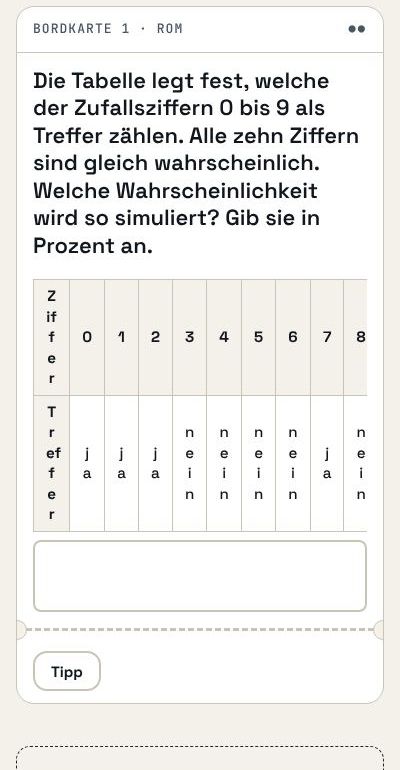 BORDKARTE 1 · ROM
Die Tabelle legt fest, welche
der Zufallsziffern 0 bis 9 als
Treffer zählen. Alle zehn Ziffern
sind gleich wahrscheinlich.
Welche Wahrscheinlichkeit
wird so simuliert? Gib sie in
Prozent an.
Ziffer 0 1 2 3 4 5 6 7 8
Treffer ja ja ja nein nein nein nein ja nein
Tipp